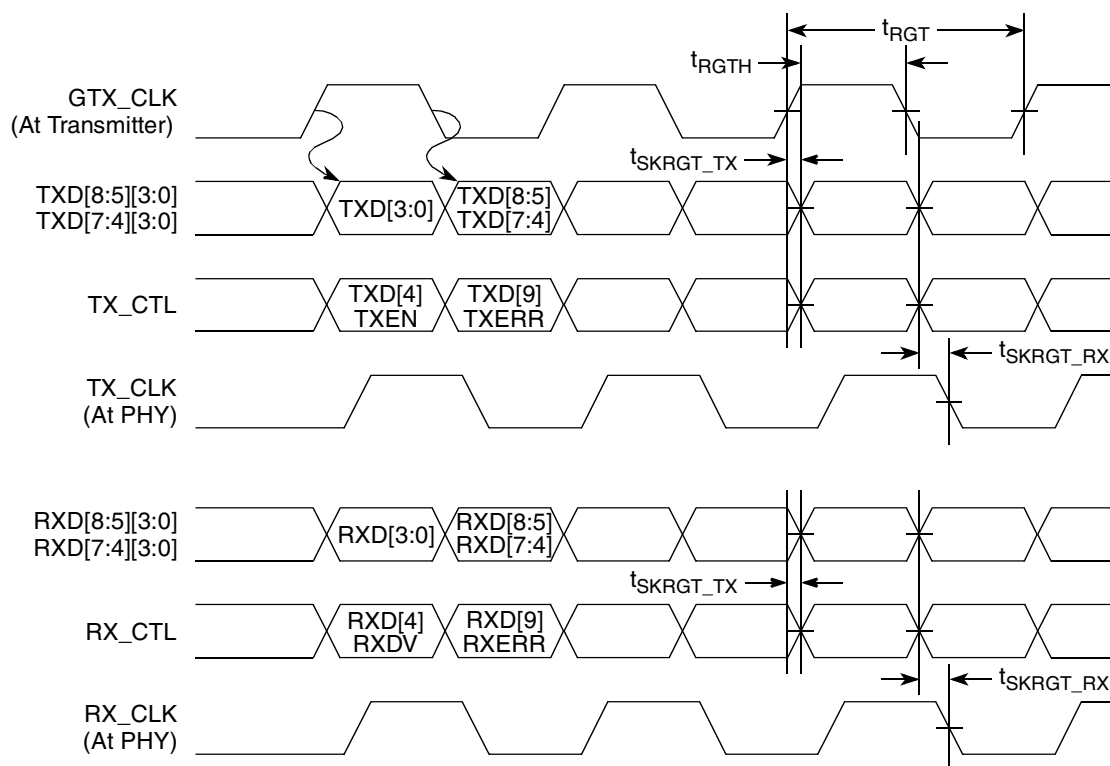 tRGT
tRGTH
GTX_CLK
(At Transmitter)
tSKRGT_TX
TXD[8:5][3:0]
TXD[7:4][3:0]
TXD[3:0]
TXD[8:5]
TXD[7:4]
TX_CTL
TXD[4]
TXEN
TXD[9]
TXERR
tSKRGT_RX
TX_CLK
(At PHY)
RXD[8:5][3:0]
RXD[7:4][3:0]
RXD[3:0]
RXD[8:5]
RXD[7:4]
tSKRGT_TX
RX_CTL
RXD[4]
RXDV
RXD[9]
RXERR
tSKRGT_RX
RX_CLK
(At PHY)